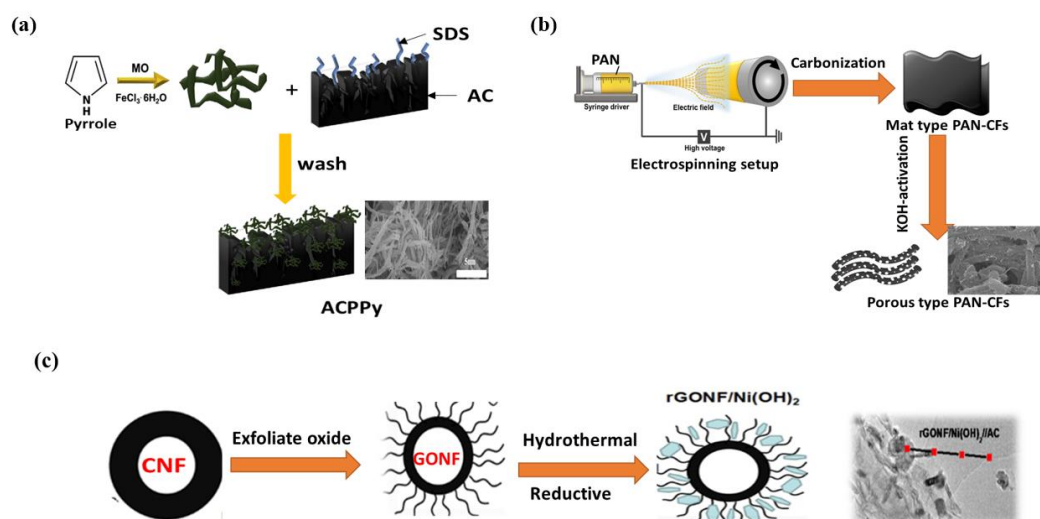 (a)
SDS
MO
FeCl3·6H2O
N
H
Pyrrole
+
AC
wash
ACPPy
(b)
PAN
Syringe driver
Electric field
V
High voltage
Electrospinning setup
Carbonization
Mat type PAN-CFs
KOH-activation
Porous type PAN-CFs
(c)
CNF
Exfoliate oxide
GONF
Hydrothermal
Reductive
rGONF/Ni(OH)2
rGONF/Ni(OH)2//AC